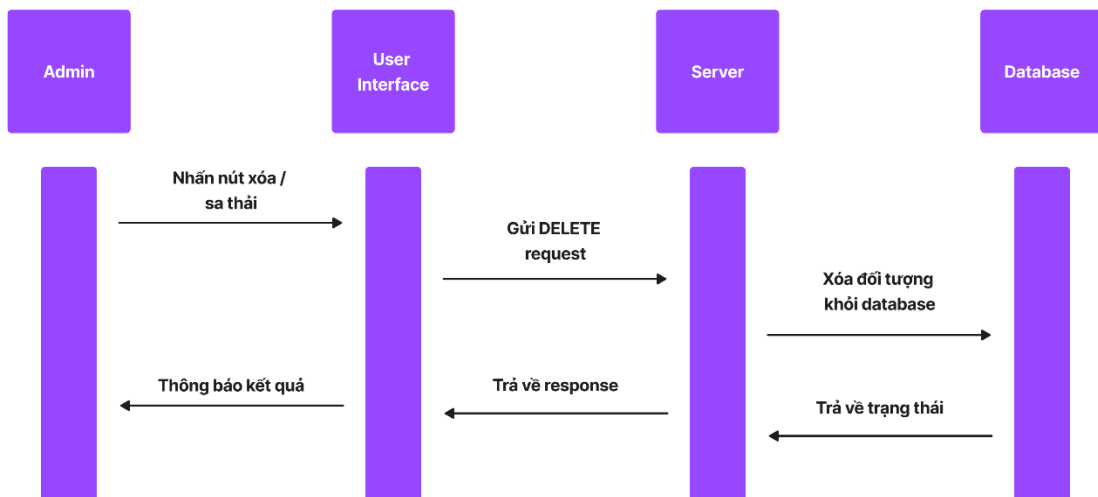 Admin
User
Interface
Server
Database
Nhấn nút xóa /
sa thải
Gửi DELETE
request
Xóa đối tượng
khỏi database
Thông báo kết quả
Trả về response
Trả về trạng thái